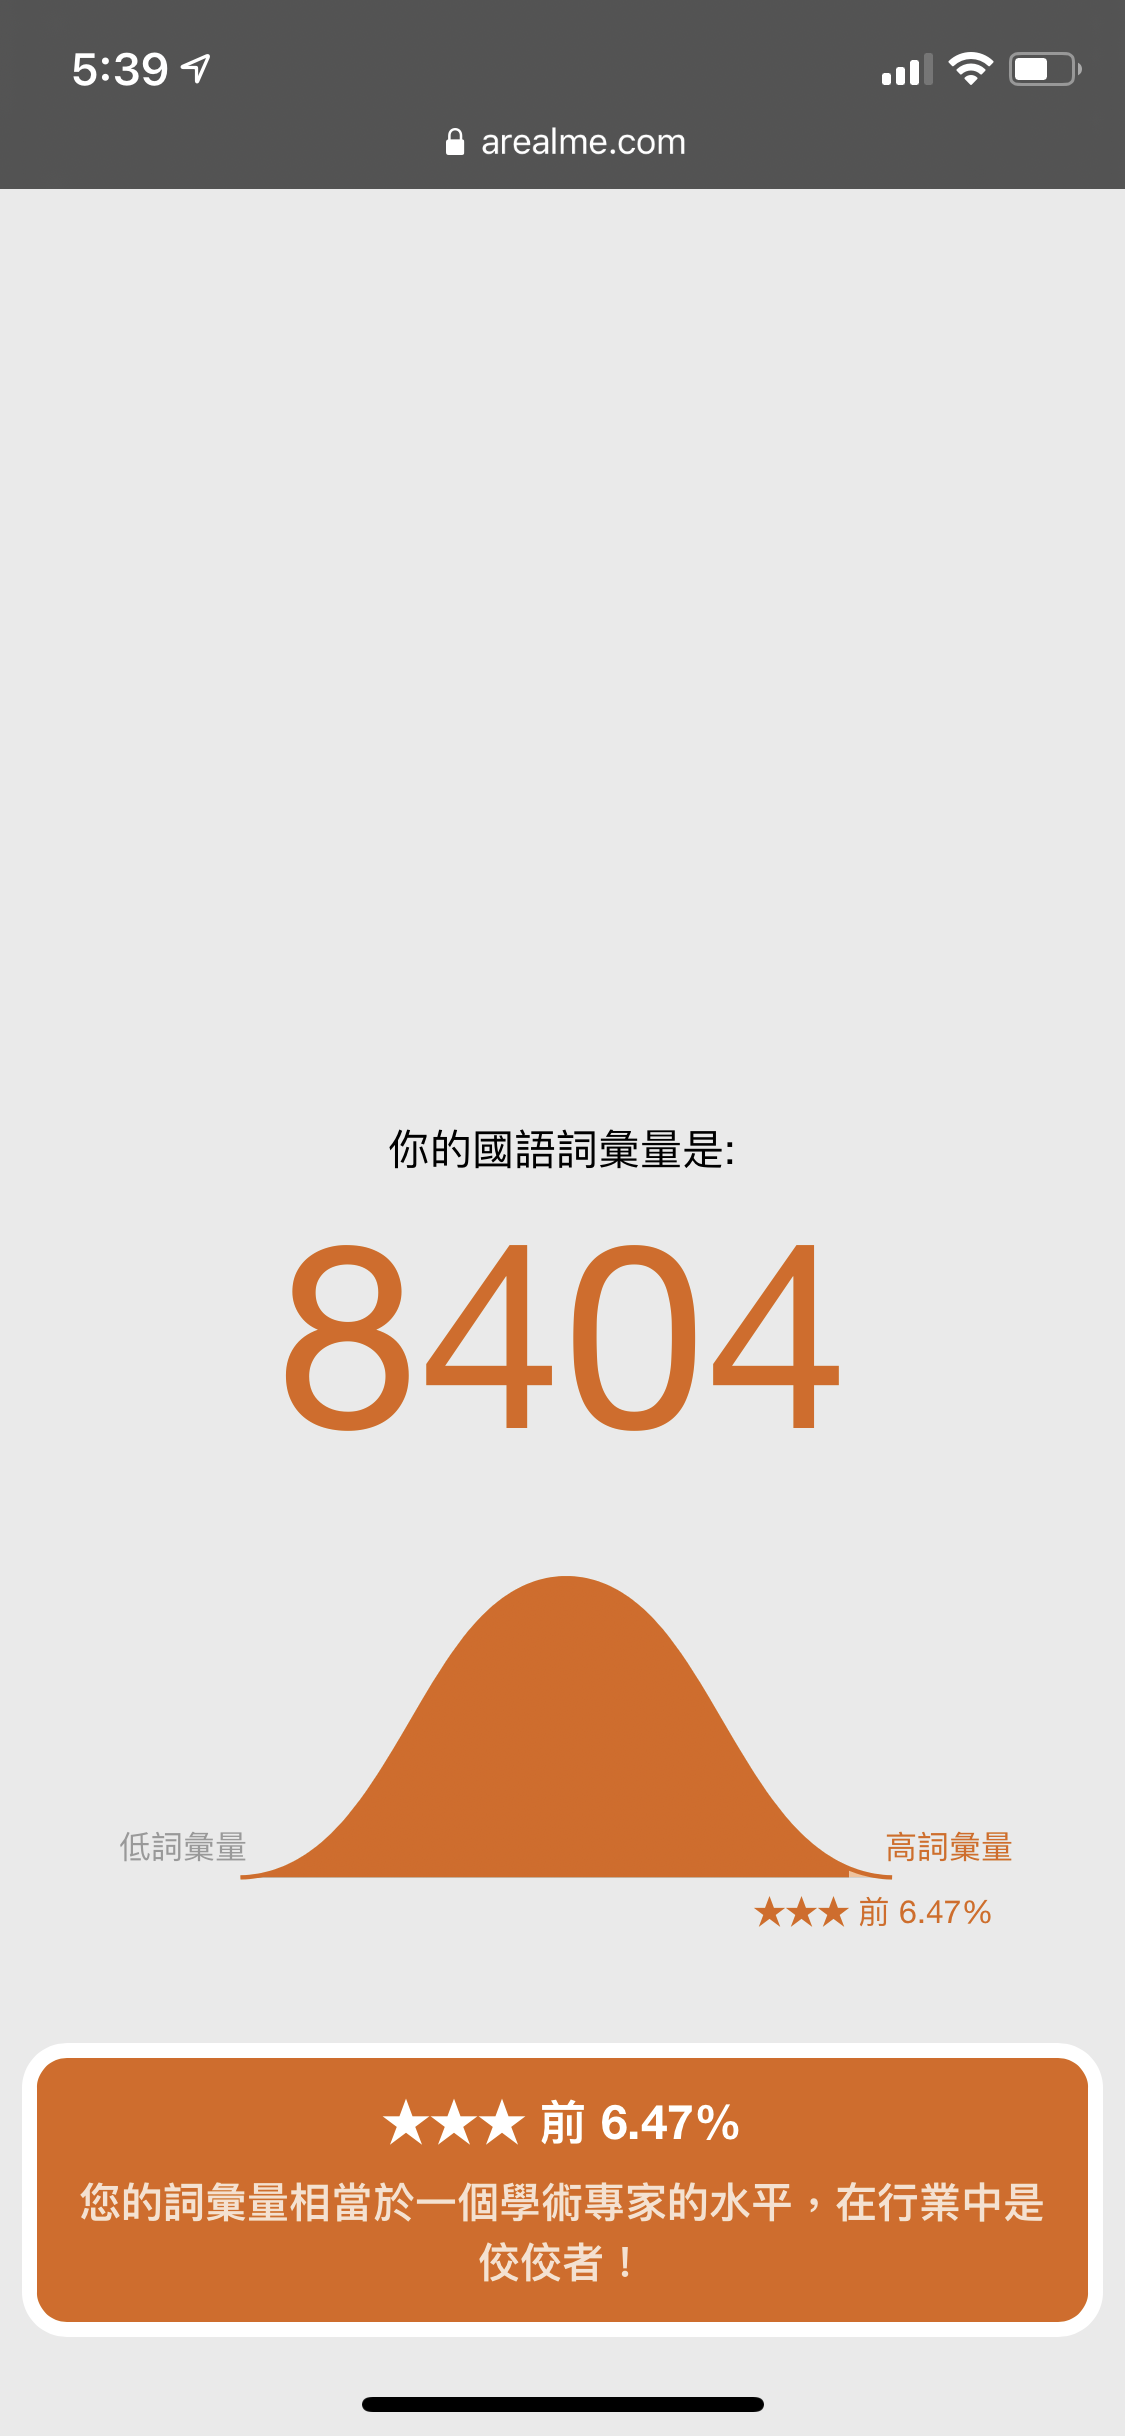 5:39
arealme.com
你的國語詞彙量是:
8404
低詞彙量
高詞彙量
★★★ 前 6.47%
★★★ 前 6.47%
您的詞彙量相當於一個學術專家的水平，在行業中是
佼佼者！